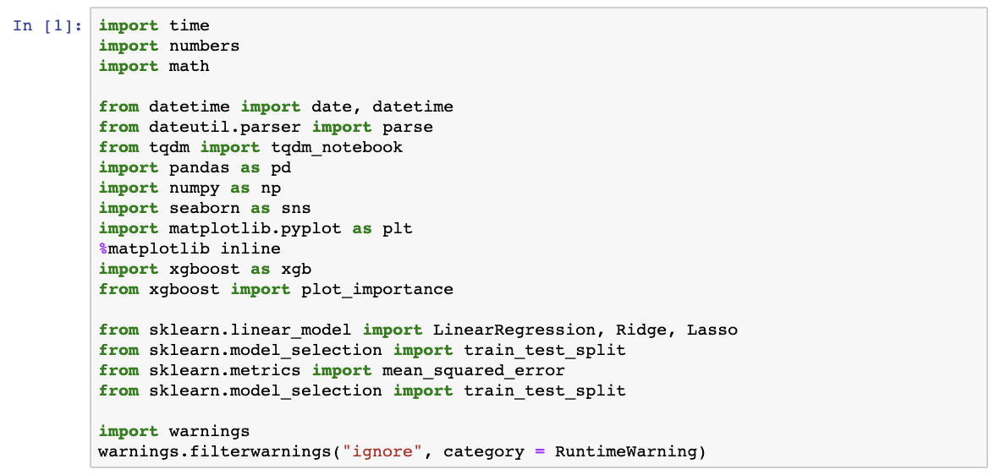 In [1]:
import time
import numbers
import math
from datetime import date, datetime
from dateutil.parser import parse
from tqdm import tqdm_notebook
import pandas as pd
import numpy as np
import seaborn as sns
import matplotlib.pyplot as plt
%matplotlib inline
import xgboost as xgb
from xgboost import plot_importance
from sklearn.linear_model import LinearRegression, Ridge, Lasso
from sklearn.model_selection import train_test_split
from sklearn.metrics import mean_squared_error
from sklearn.model_selection import train_test_split
import warnings
warnings.filterwarnings("ignore", category = RuntimeWarning)